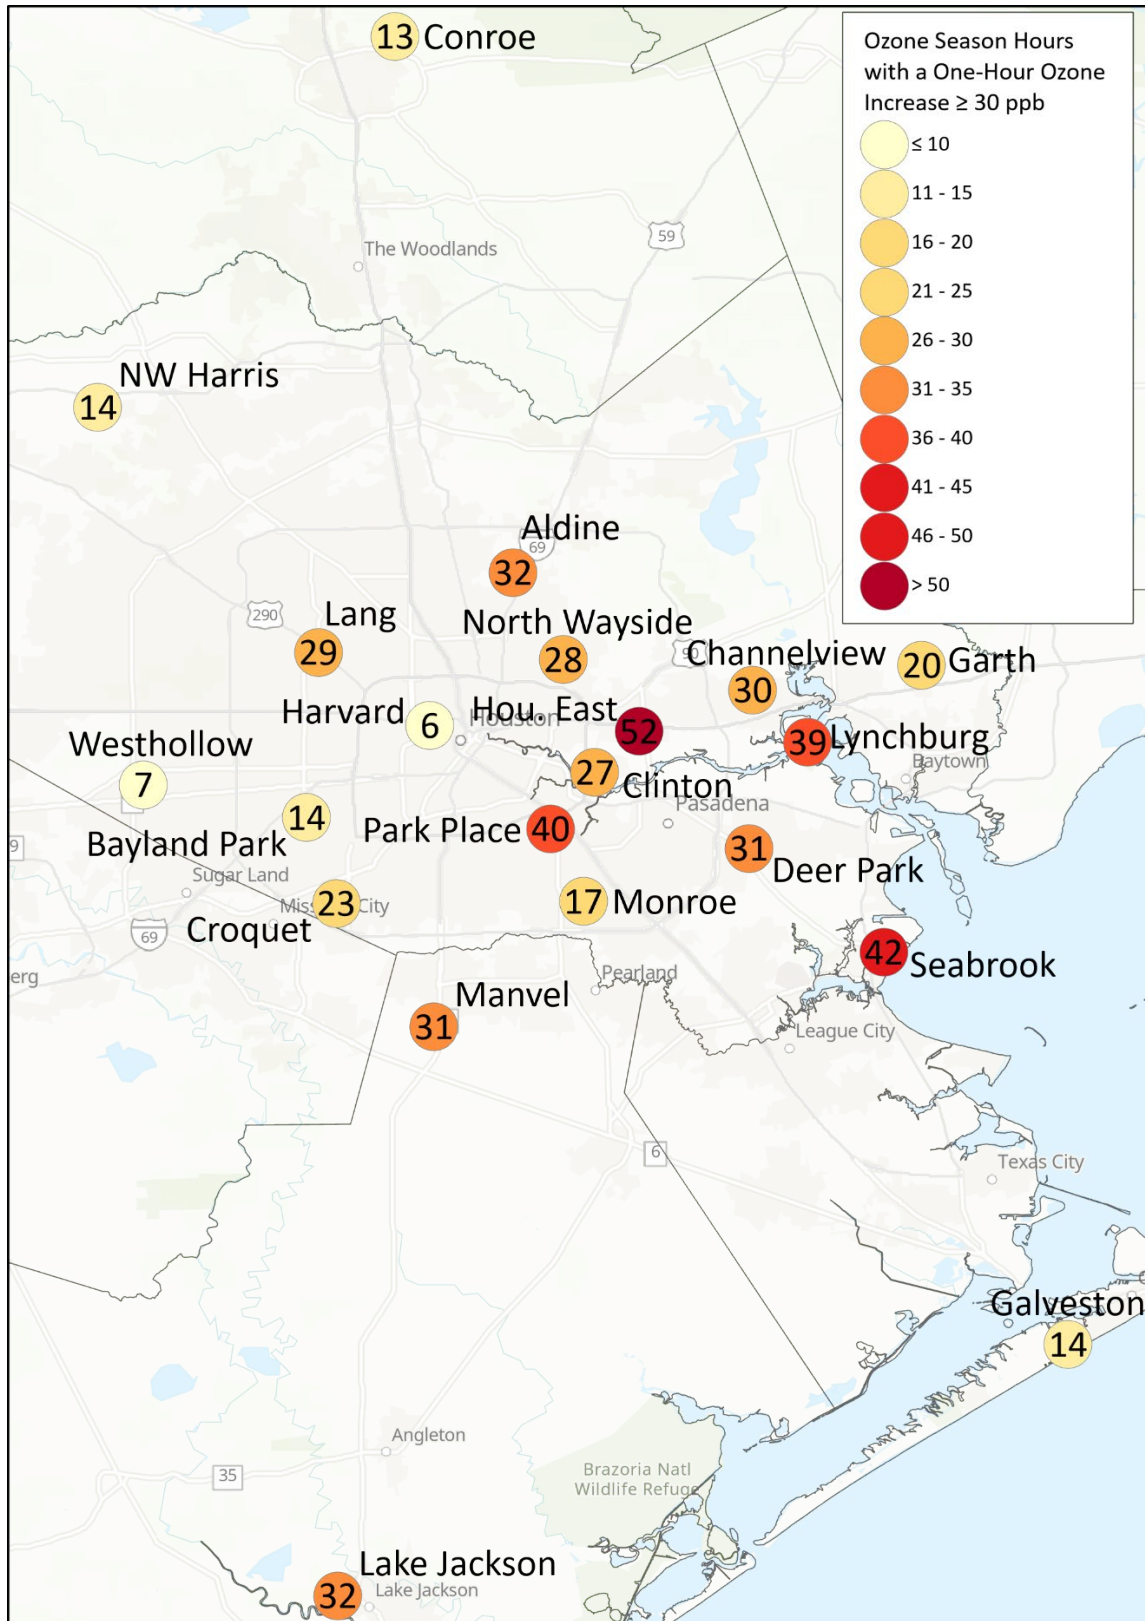 13 Conroe
Ozone Season Hours
with a One-Hour Ozone
Increase ≥ 30 ppb
≤ 10
11 - 15
16 - 20
21 - 25
26 - 30
31 - 35
36 - 40
41 - 45
46 - 50
> 50
59
The Woodlands
NW Harris
14
Aldine
69
32
290
Lang
29
North Wayside
28
90
Channelview
30
20 Garth
Harvard 6
Hou. East
52
Houston
39 Lynchburg
Baytown
Westhollow
7
27
Clinton
Pasadena
14
Bayland Park
Park Place 40
31
Deer Park
9
Sugar Land
23
City
Croquet
17 Monroe
69
erg
42
Seabrook
Pearland
Manvel
31
League City
6
Texas City
Galveston
14
Angleton
35
Brazoria Natl
Wildlife Refuge
Lake Jackson
32
Lake Jackson